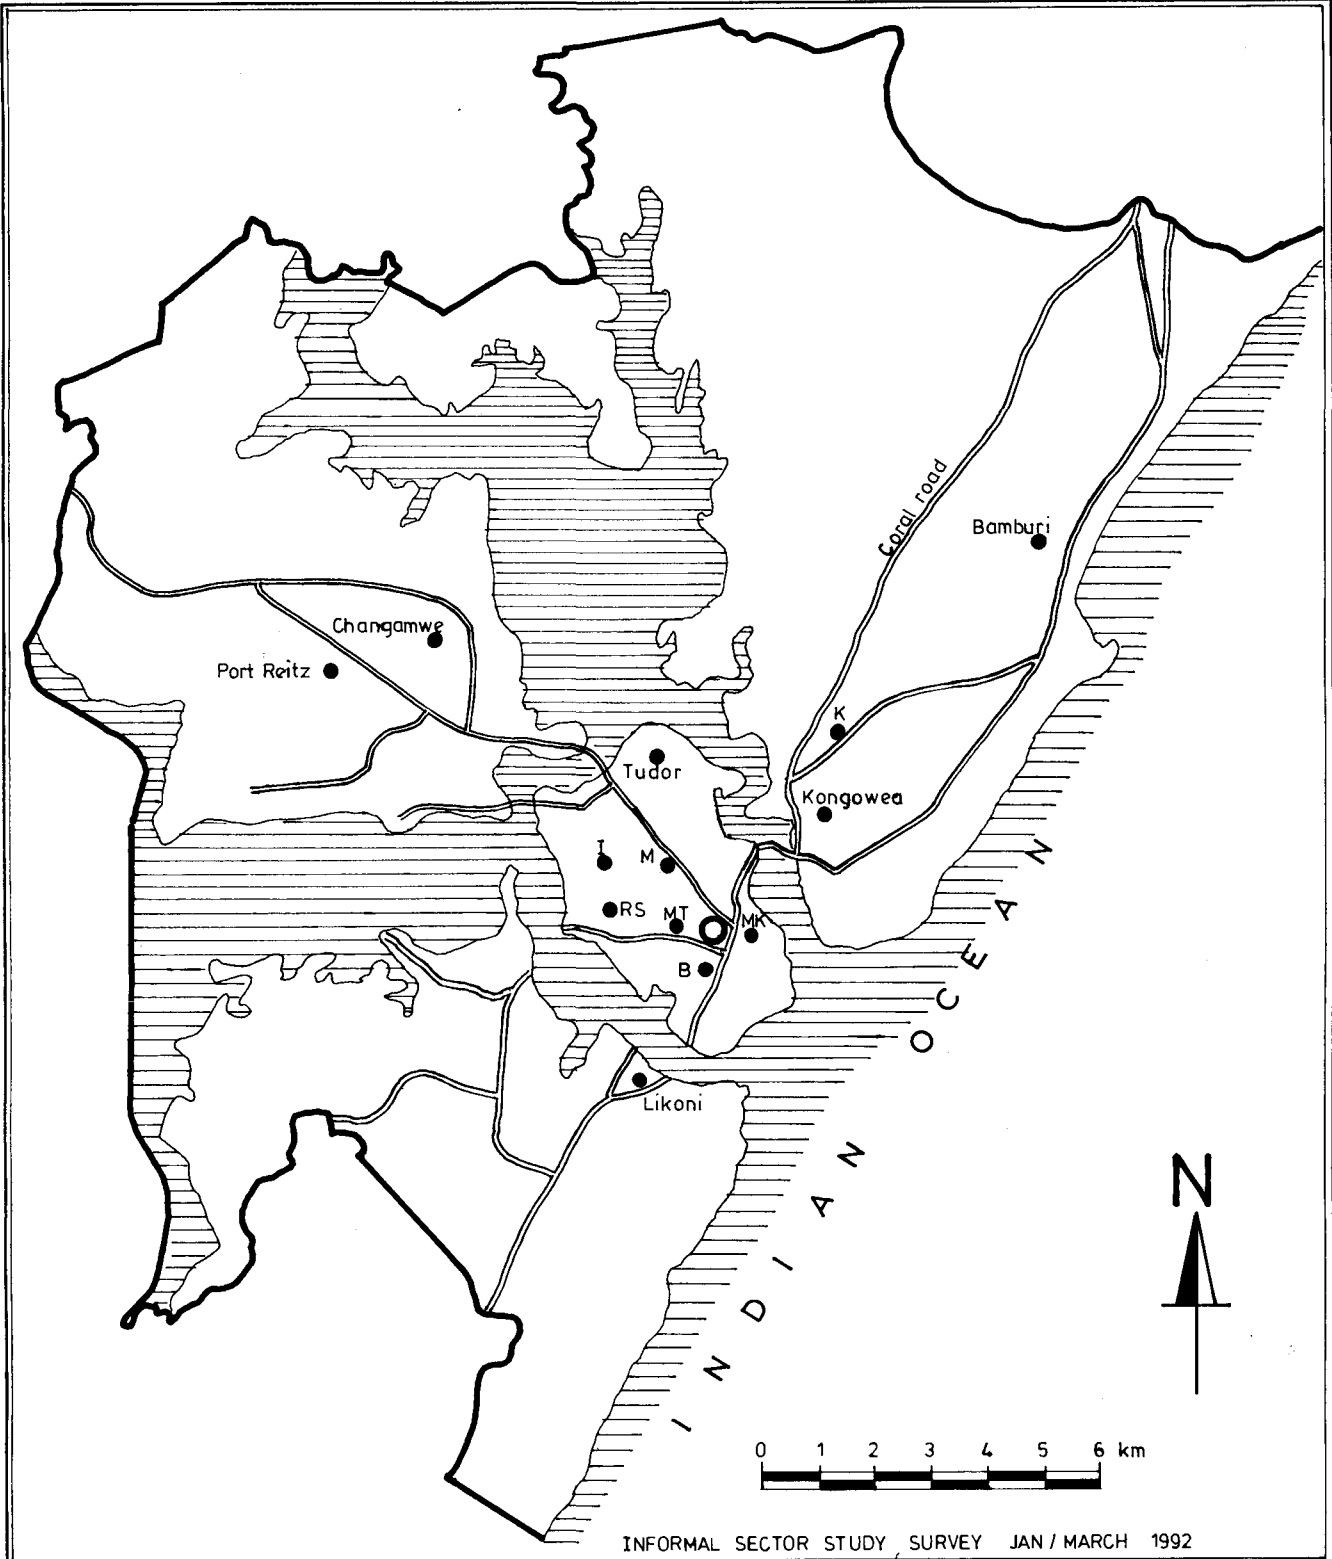 Coral road
Bamburi
Changamwe
Port Reitz
K
Tudor
Kongowea
I
M
RS
MT
MK
B
Likoni
INDIAN OCEAN
N
0 1 2 3 4 5 6 km
INFORMAL SECTOR STUDY, SURVEY JAN / MARCH 1992